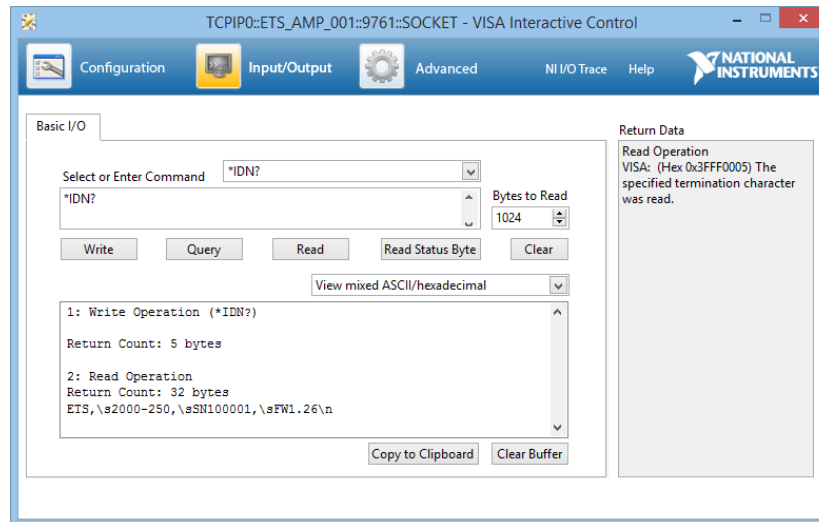 TCPIP0::ETS_AMP_001::9761::SOCKET - VISA Interactive Control
Configuration
Input/Output
Advanced
NI I/O Trace
Help
NATIONAL
INSTRUMENTS
Basic I/O
Select or Enter Command
*IDN?
*IDN?
Bytes to Read
1024
Write
Query
Read
Read Status Byte
Clear
View mixed ASCII/hexadecimal
1: Write Operation (*IDN?)
Return Count: 5 bytes
2: Read Operation
Return Count: 32 bytes
ETS,\s2000-250,\sSN100001,\sFW1.26\n
Copy to Clipboard
Clear Buffer
Return Data
Read Operation
VISA:  (Hex 0x3FFF0005) The
specified termination character
was read.